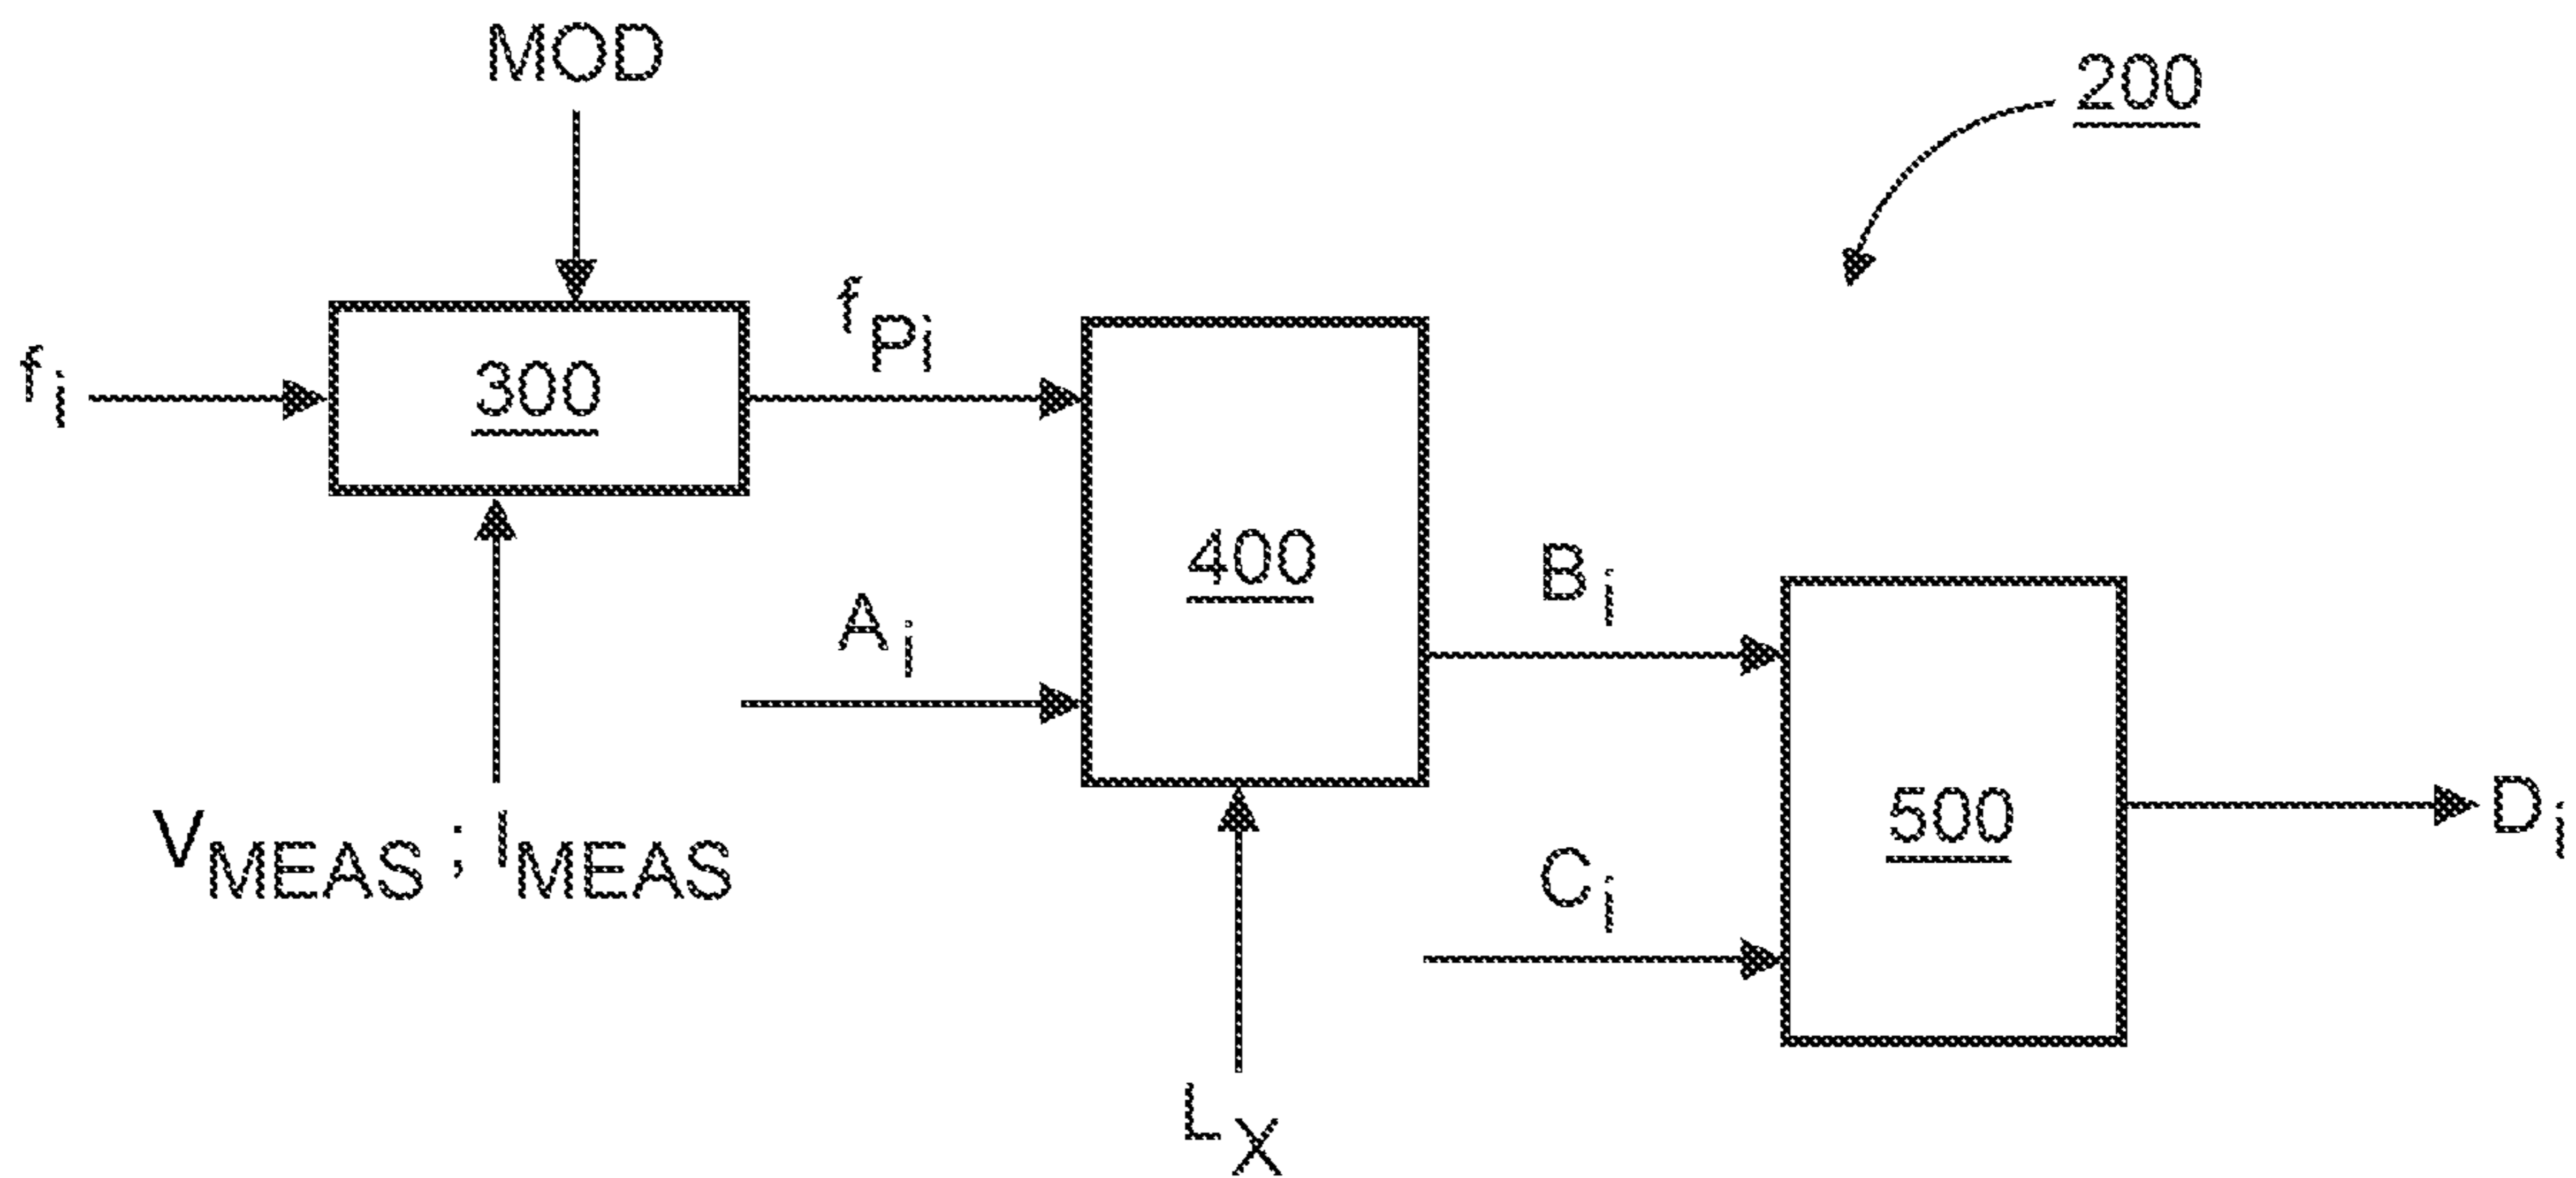 MOD
200
f_i
300
f_Pi
400
A_i
B_i
V_MEAS ; I_MEAS
500
D_i
C_i
L_X